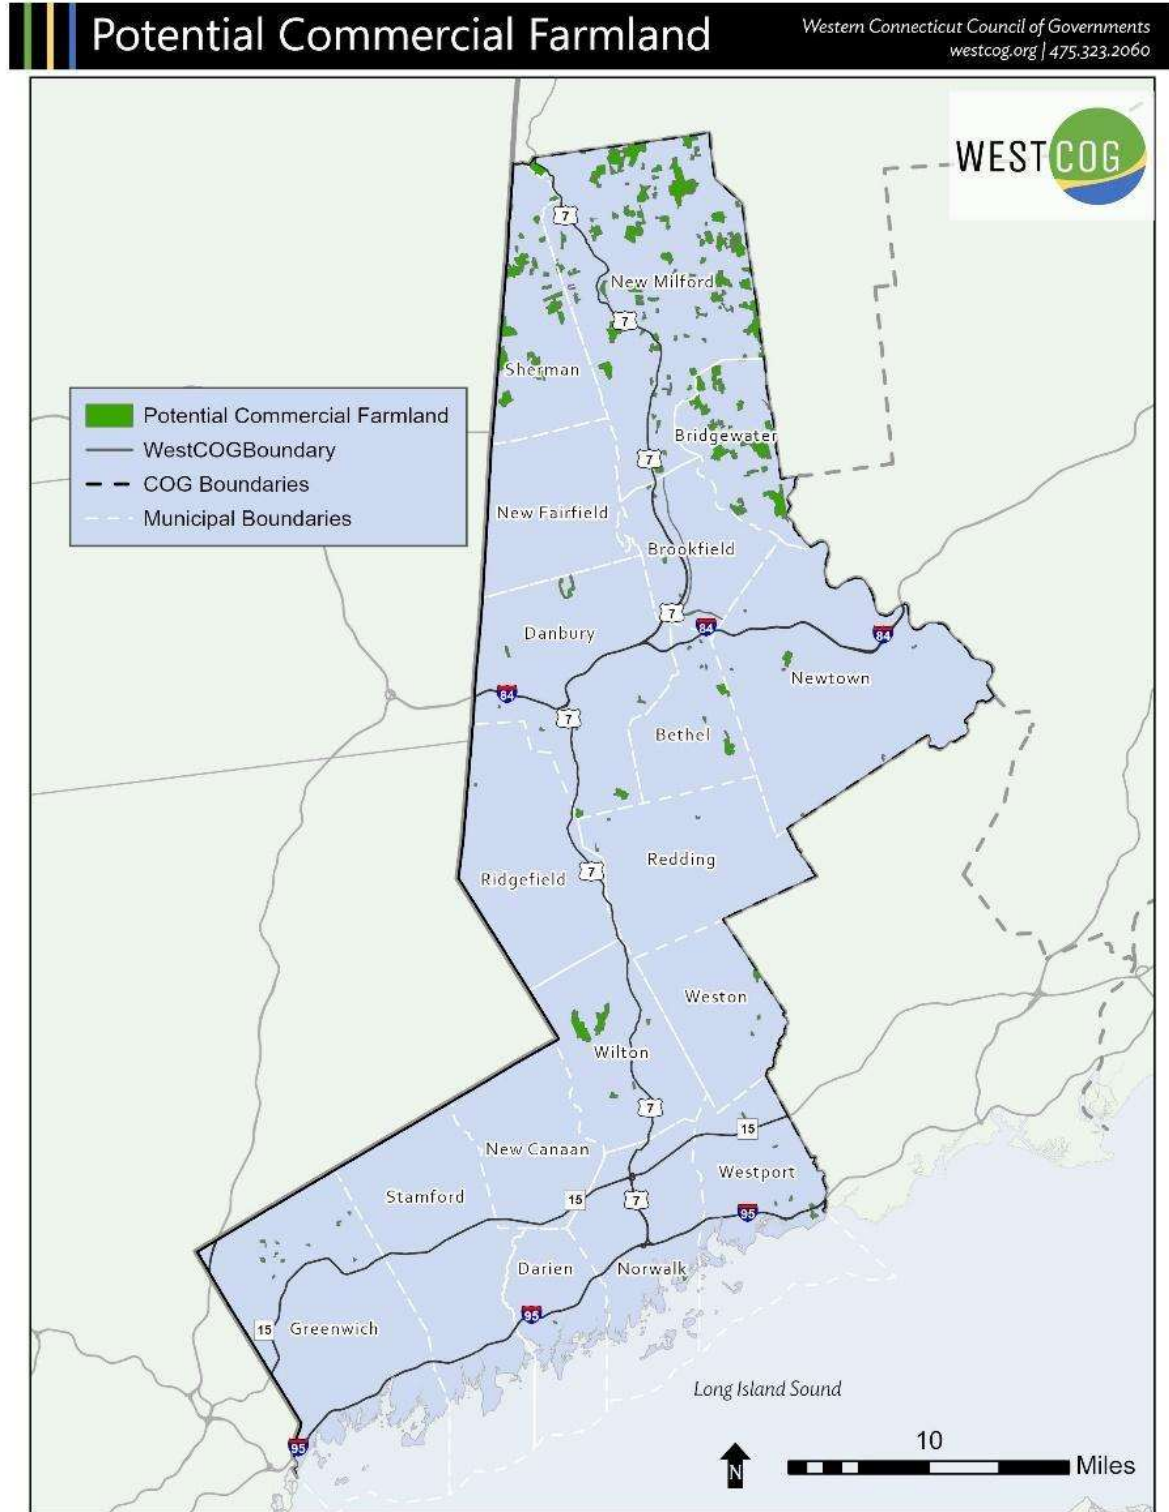 Potential Commercial Farmland
Western Connecticut Council of Governments
westcog.org | 475.323.2060
WESTCOG
7
New Milford
7
Sherman
Potential Commercial Farmland
WestCOGBoundary
COG Boundaries
Municipal Boundaries
Bridgewater
7
New Fairfield
Brookfield
7
84
84
Danbury
Newtown
84
7
Bethel
Redding
7
Ridgefield
Weston
Wilton
7
15
New Canaan
Westport
Stamford
15
7
95
Darien
Norwalk
95
15
Greenwich
Long Island Sound
95
N
10
Miles